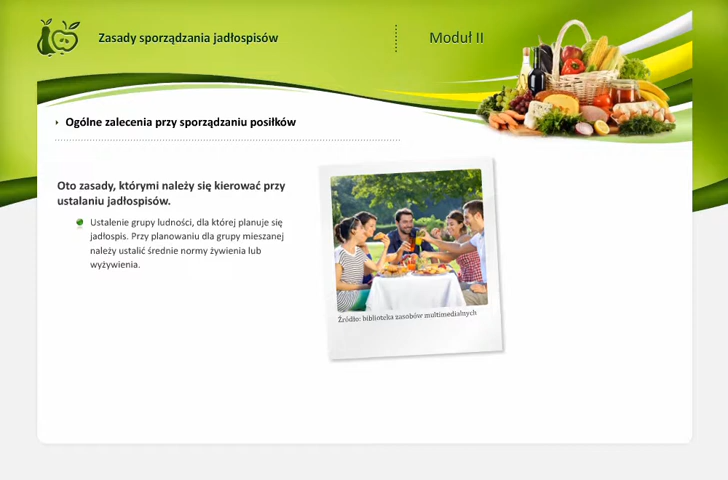 Zasady sporządzania jadłospisów
Moduł II
Ogólne zalecenia przy sporządzaniu posiłków
Oto zasady, którymi należy się kierować przy
ustalaniu jadłospisów.
Ustalenie grupy ludności, dla której planuje się
jadłospis. Przy planowaniu dla grupy mieszanej
należy ustalić średnie normy żywienia lub
wyżywienia.
Źródło: biblioteka zasobów multimedialnych